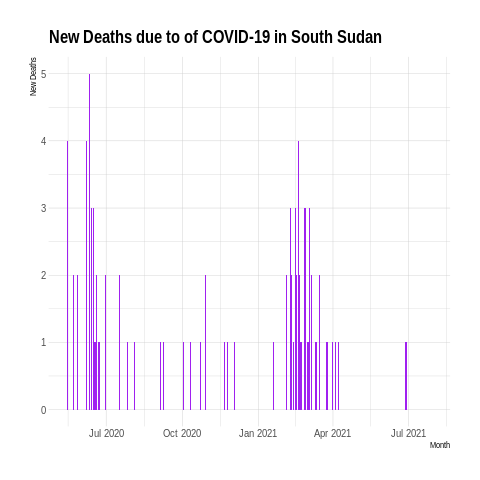 New Deaths due to of COVID-19 in South Sudan
New Deaths
5
4
3
2
1
0
Jul 2020 Oct 2020 Jan 2021 Apr 2021 Jul 2021
Month